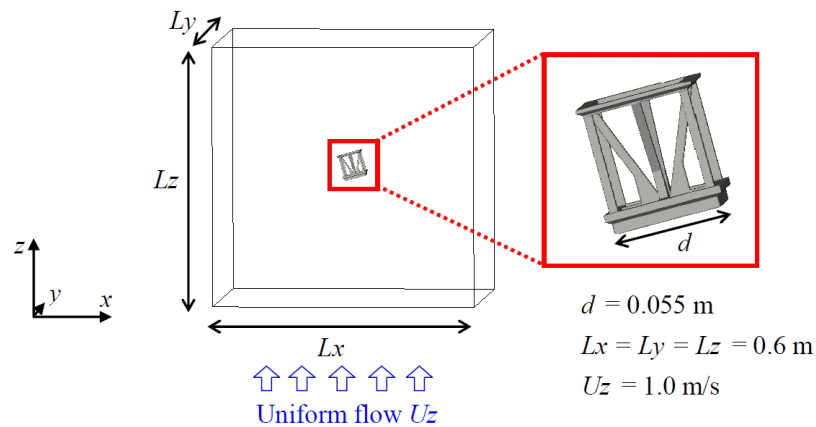 Ly
Lz
z
y
x
Lx
Uniform flow Uz
d
d = 0.055 m
Lx = Ly = Lz = 0.6 m
Uz = 1.0 m/s